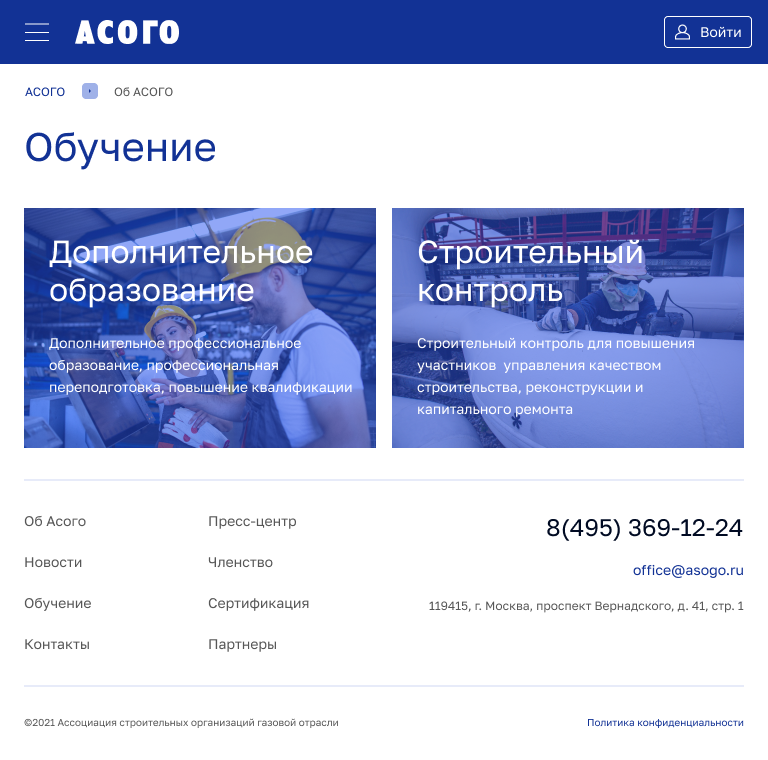 АСОГО
Войти
АСОГО
Об АСОГО
Обучение
Дополнительное
образование
Дополнительное профессиональное
образование, профессиональная
переподготовка, повышение квалификации
Строительный
контроль
Строительный контроль для повышения
участников  управления качеством
строительства, реконструкции и
капитального ремонта
Об Асого
Новости
Обучение
Контакты
Пресс-центр
Членство
Сертификация
Партнеры
8(495) 369-12-24
office@asogo.ru
119415, г. Москва, проспект Вернадского, д. 41, стр. 1
©2021 Ассоциация строительных организаций газовой отрасли
Политика конфиденциальности